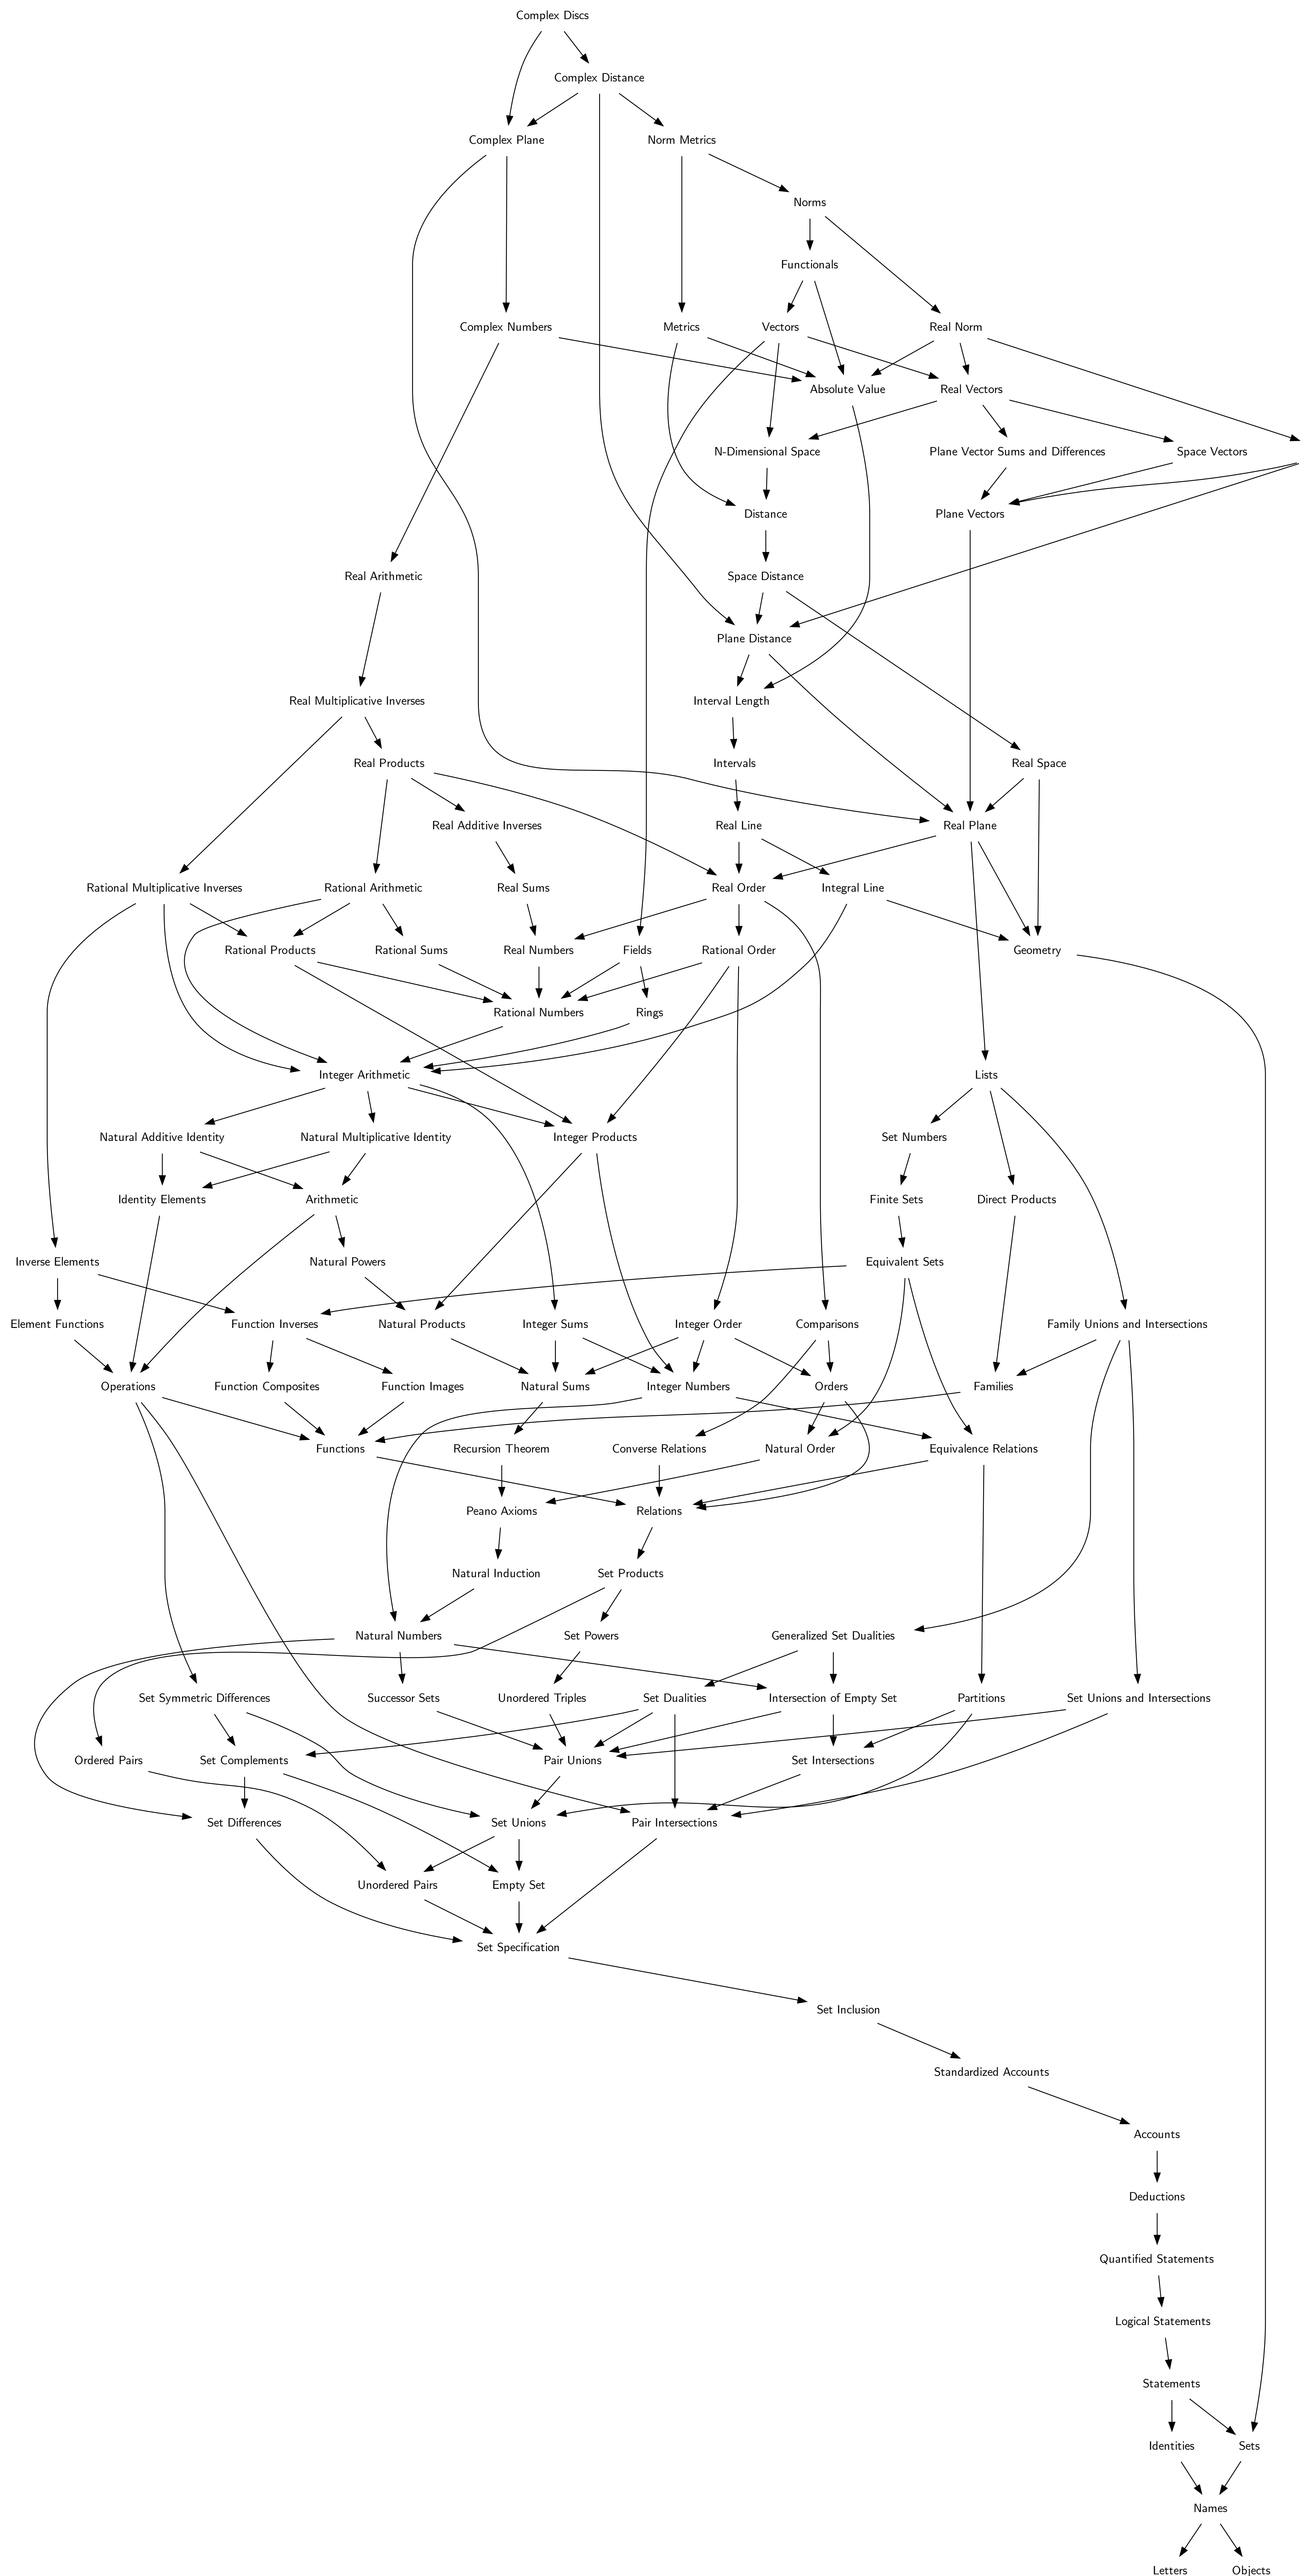 Complex Discs
Complex Distance
Complex Plane
Norm Metrics
Norms
Functionals
Complex Numbers
Metrics
Vectors
Real Norm
Absolute Value
Real Vectors
N-Dimensional Space
Plane Vector Sums and Differences
Space Vectors
Distance
Plane Vectors
Real Arithmetic
Space Distance
Plane Distance
Real Multiplicative Inverses
Interval Length
Real Products
Intervals
Real Space
Real Additive Inverses
Real Line
Real Plane
Rational Multiplicative Inverses
Rational Arithmetic
Real Sums
Real Order
Integral Line
Rational Products
Rational Sums
Real Numbers
Fields
Rational Order
Geometry
Rational Numbers
Rings
Integer Arithmetic
Lists
Natural Additive Identity
Natural Multiplicative Identity
Integer Products
Set Numbers
Identity Elements
Arithmetic
Finite Sets
Direct Products
Inverse Elements
Natural Powers
Equivalent Sets
Element Functions
Function Inverses
Natural Products
Integer Sums
Integer Order
Comparisons
Family Unions and Intersections
Operations
Function Composites
Function Images
Natural Sums
Integer Numbers
Orders
Families
Functions
Recursion Theorem
Converse Relations
Natural Order
Equivalence Relations
Peano Axioms
Relations
Natural Induction
Set Products
Natural Numbers
Set Powers
Generalized Set Dualities
Set Symmetric Differences
Successor Sets
Unordered Triples
Set Dualities
Intersection of Empty Set
Partitions
Set Unions and Intersections
Ordered Pairs
Set Complements
Pair Unions
Set Intersections
Set Differences
Set Unions
Pair Intersections
Unordered Pairs
Empty Set
Set Specification
Set Inclusion
Standardized Accounts
Accounts
Deductions
Quantified Statements
Logical Statements
Statements
Identities
Sets
Names
Letters
Objects